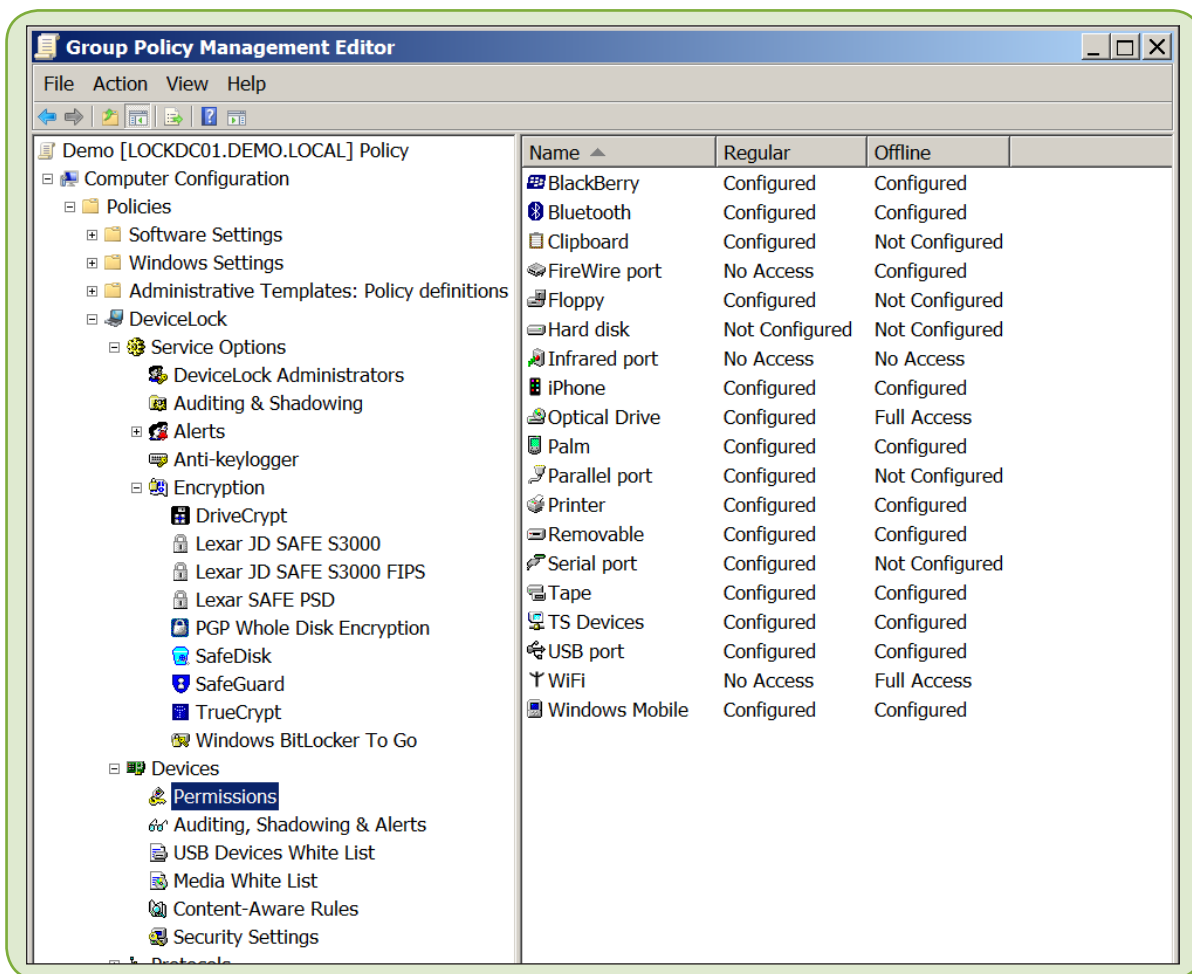 Group Policy Management Editor
File Action View Help
Demo [LOCKDC01.DEMO.LOCAL] Policy
Computer Configuration
Policies
Software Settings
Windows Settings
Administrative Templates: Policy definitions
DeviceLock
Service Options
DeviceLock Administrators
Auditing & Shadowing
Alerts
Anti-keylogger
Encryption
DriveCrypt
Lexar JD SAFE S3000
Lexar JD SAFE S3000 FIPS
Lexar SAFE PSD
PGP Whole Disk Encryption
SafeDisk
SafeGuard
TrueCrypt
Windows BitLocker To Go
Devices
Permissions
Auditing, Shadowing & Alerts
USB Devices White List
Media White List
Content-Aware Rules
Security Settings
Protocols
Name Regular Offline
BlackBerry Configured Configured
Bluetooth Configured Configured
Clipboard Configured Not Configured
FireWire port No Access Configured
Floppy Configured Not Configured
Hard disk Not Configured Not Configured
Infrared port No Access No Access
iPhone Configured Configured
Optical Drive Configured Full Access
Palm Configured Configured
Parallel port Configured Not Configured
Printer Configured Configured
Removable Configured Configured
Serial port Configured Not Configured
Tape Configured Configured
TS Devices Configured Configured
USB port Configured Configured
WiFi No Access Full Access
Windows Mobile Configured Configured